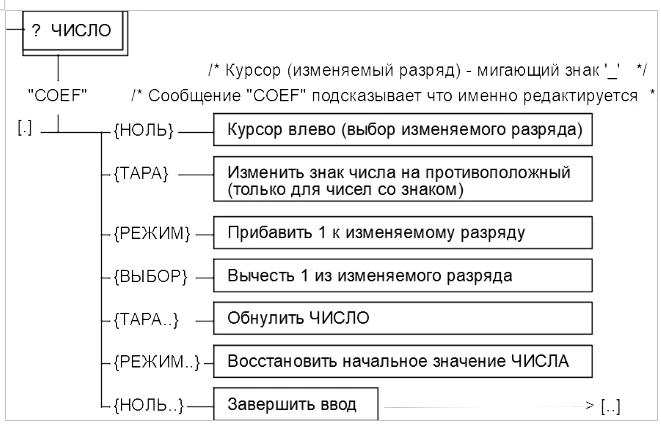 ? ЧИСЛО
/* Курсор (изменяемый разряд) - мигающий знак '_' */
"COEF" /* Сообщение "COEF" подсказывает что именно редактируется *
[.]
{НОЛЬ} Курсор влево (выбор изменяемого разряда)
{ТАРА} Изменить знак числа на противоположный
(только для чисел со знаком)
{РЕЖИМ} Прибавить 1 к изменяемому разряду
{ВЫБОР} Вычесть 1 из изменяемого разряда
{ТАРА..} Обнулить ЧИСЛО
{РЕЖИМ..} Восстановить начальное значение ЧИСЛА
{НОЛЬ..} Завершить ввод > [..]